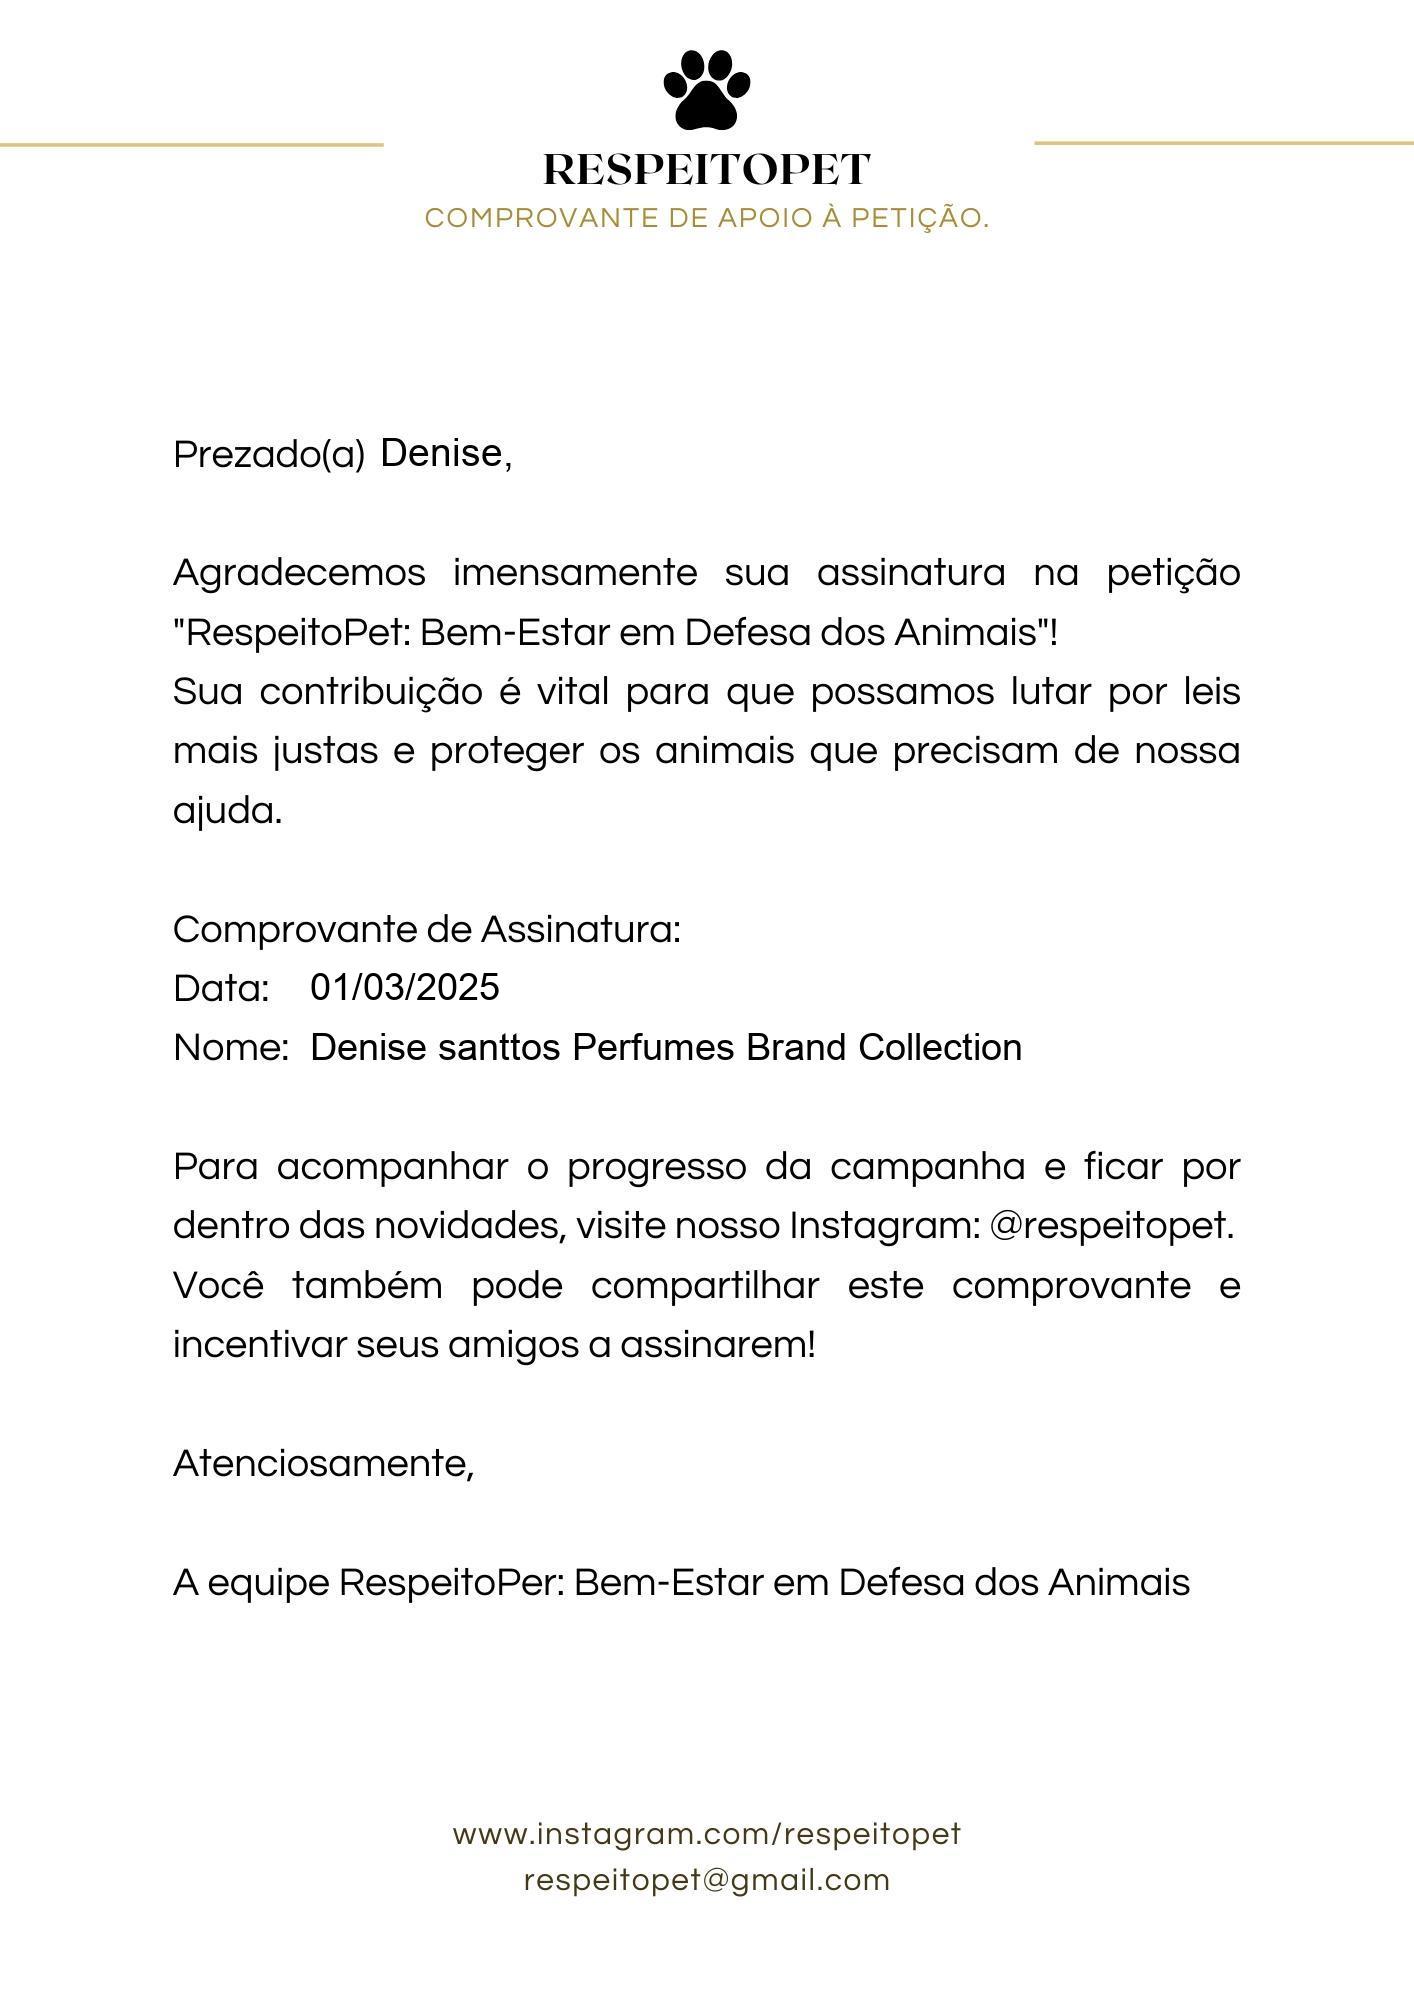 RESPEITOPET
COMPROVANTE DE APOIO À PETIÇÃO.
Prezado(a) Denise,
Agradecemos imensamente sua assinatura na petição
"RespeitoPet: Bem-Estar em Defesa dos Animais"!
Sua contribuição é vital para que possamos lutar por leis
mais justas e proteger os animais que precisam de nossa
ajuda.
Comprovante de Assinatura:
Data: 01/03/2025
Nome: Denise santtos Perfumes Brand Collection
Para acompanhar o progresso da campanha e ficar por
dentro das novidades, visite nosso Instagram: @respeitopet.
Você também pode compartilhar este comprovante e
incentivar seus amigos a assinarem!
Atenciosamente,
A equipe RespeitoPer: Bem-Estar em Defesa dos Animais
www.instagram.com/respeitopet
respeitopet@gmail.com